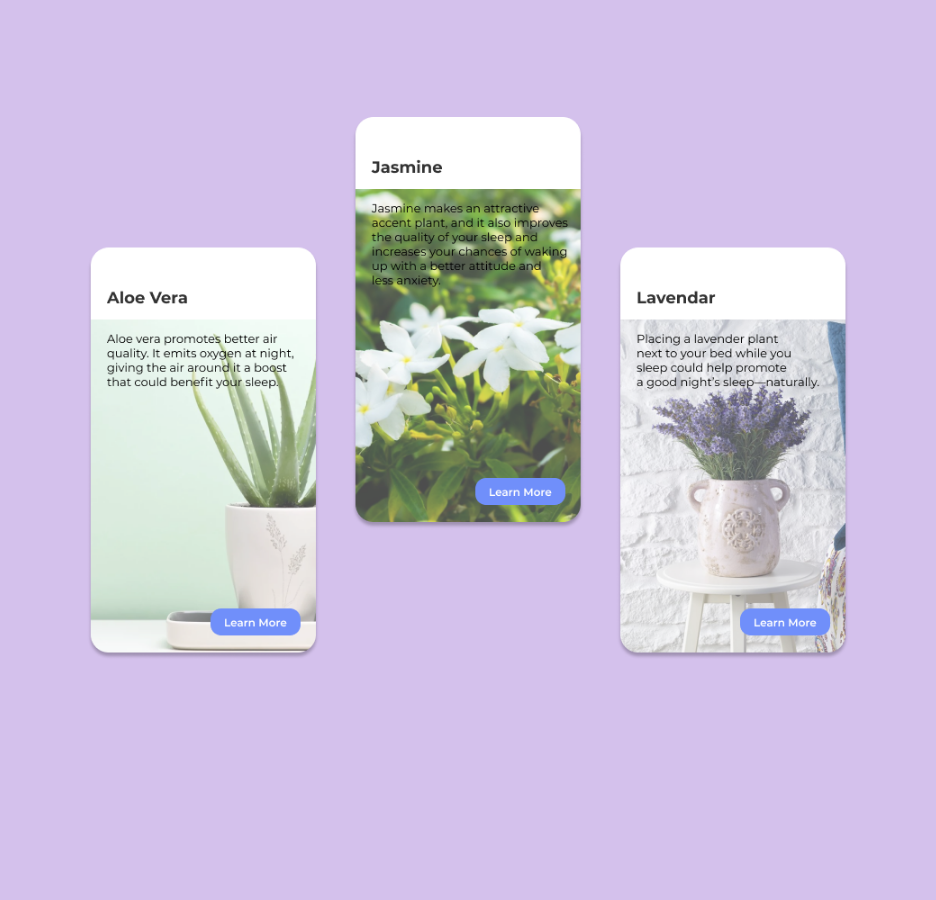 Jasmine
Jasmine makes an attractive
accent plant, and it also improves
the quality of your sleep and
increases your chances of waking
up with a better attitude and
less anxiety.
Learn More
Aloe Vera
Aloe vera promotes better air
quality. It emits oxygen at night,
giving the air around it a boost
that could benefit your sleep.
Learn More
Lavendar
Placing a lavender plant
next to your bed while you
sleep could help promote
a good night's sleep—naturally.
Learn More